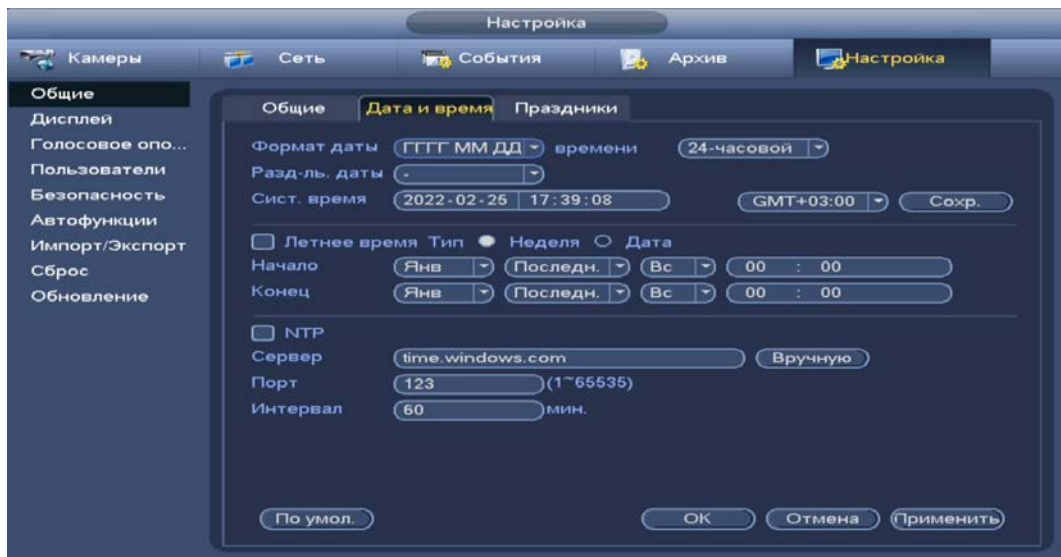 Настройка
Камеры Сеть События Архив Настройка
Общие
Дисплей
Голосовое опо...
Пользователи
Безопасность
Автофункции
Импорт/Экспорт
Сброс
Обновление
Общие Дата и время Праздники
Формат даты ГГГГ ММ ДД времени 24-часовой
Разд-ль. даты -
Сист. время 2022-02-25 17:39:08 GMT+03:00 Сохр.
Летнее время Тип Неделя Дата
Начало Янв Последн. Вс 00 : 00
Конец Янв Последн. Вс 00 : 00
NTP
Сервер time.windows.com Вручную
Порт 123 (1~65535)
Интервал 60 мин.
По умол. ОК Отмена Применить